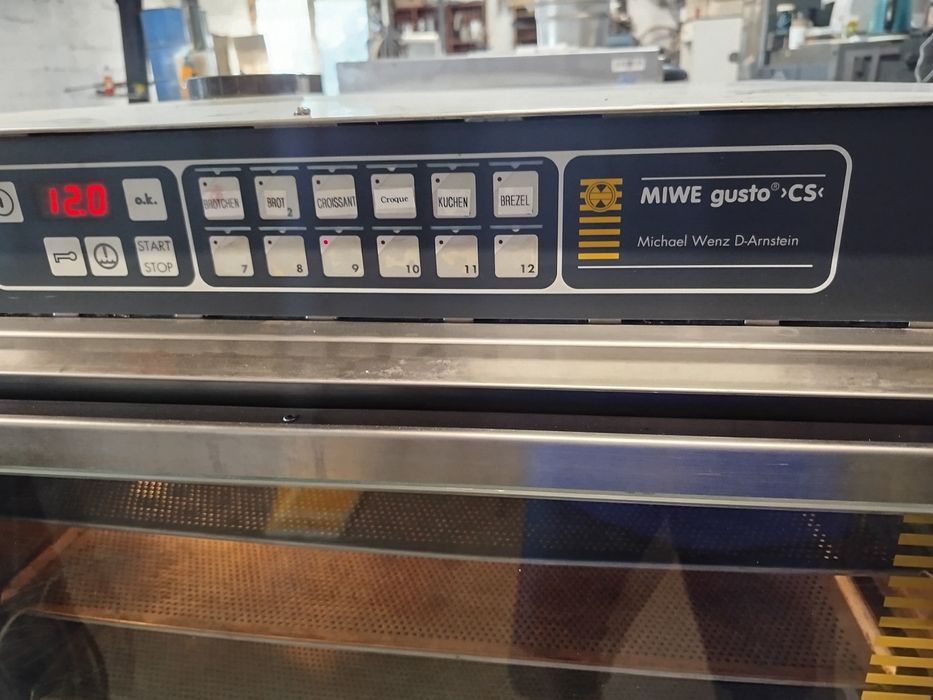 12.0
o.k.
START
STOP
BRÖTCHEN
BROT 2
CROISSANT
Croque
KUCHEN
BREZEL
7
8
9
10
11
12
MIWE gusto® ›CS‹
Michael Wenz D-Arnstein